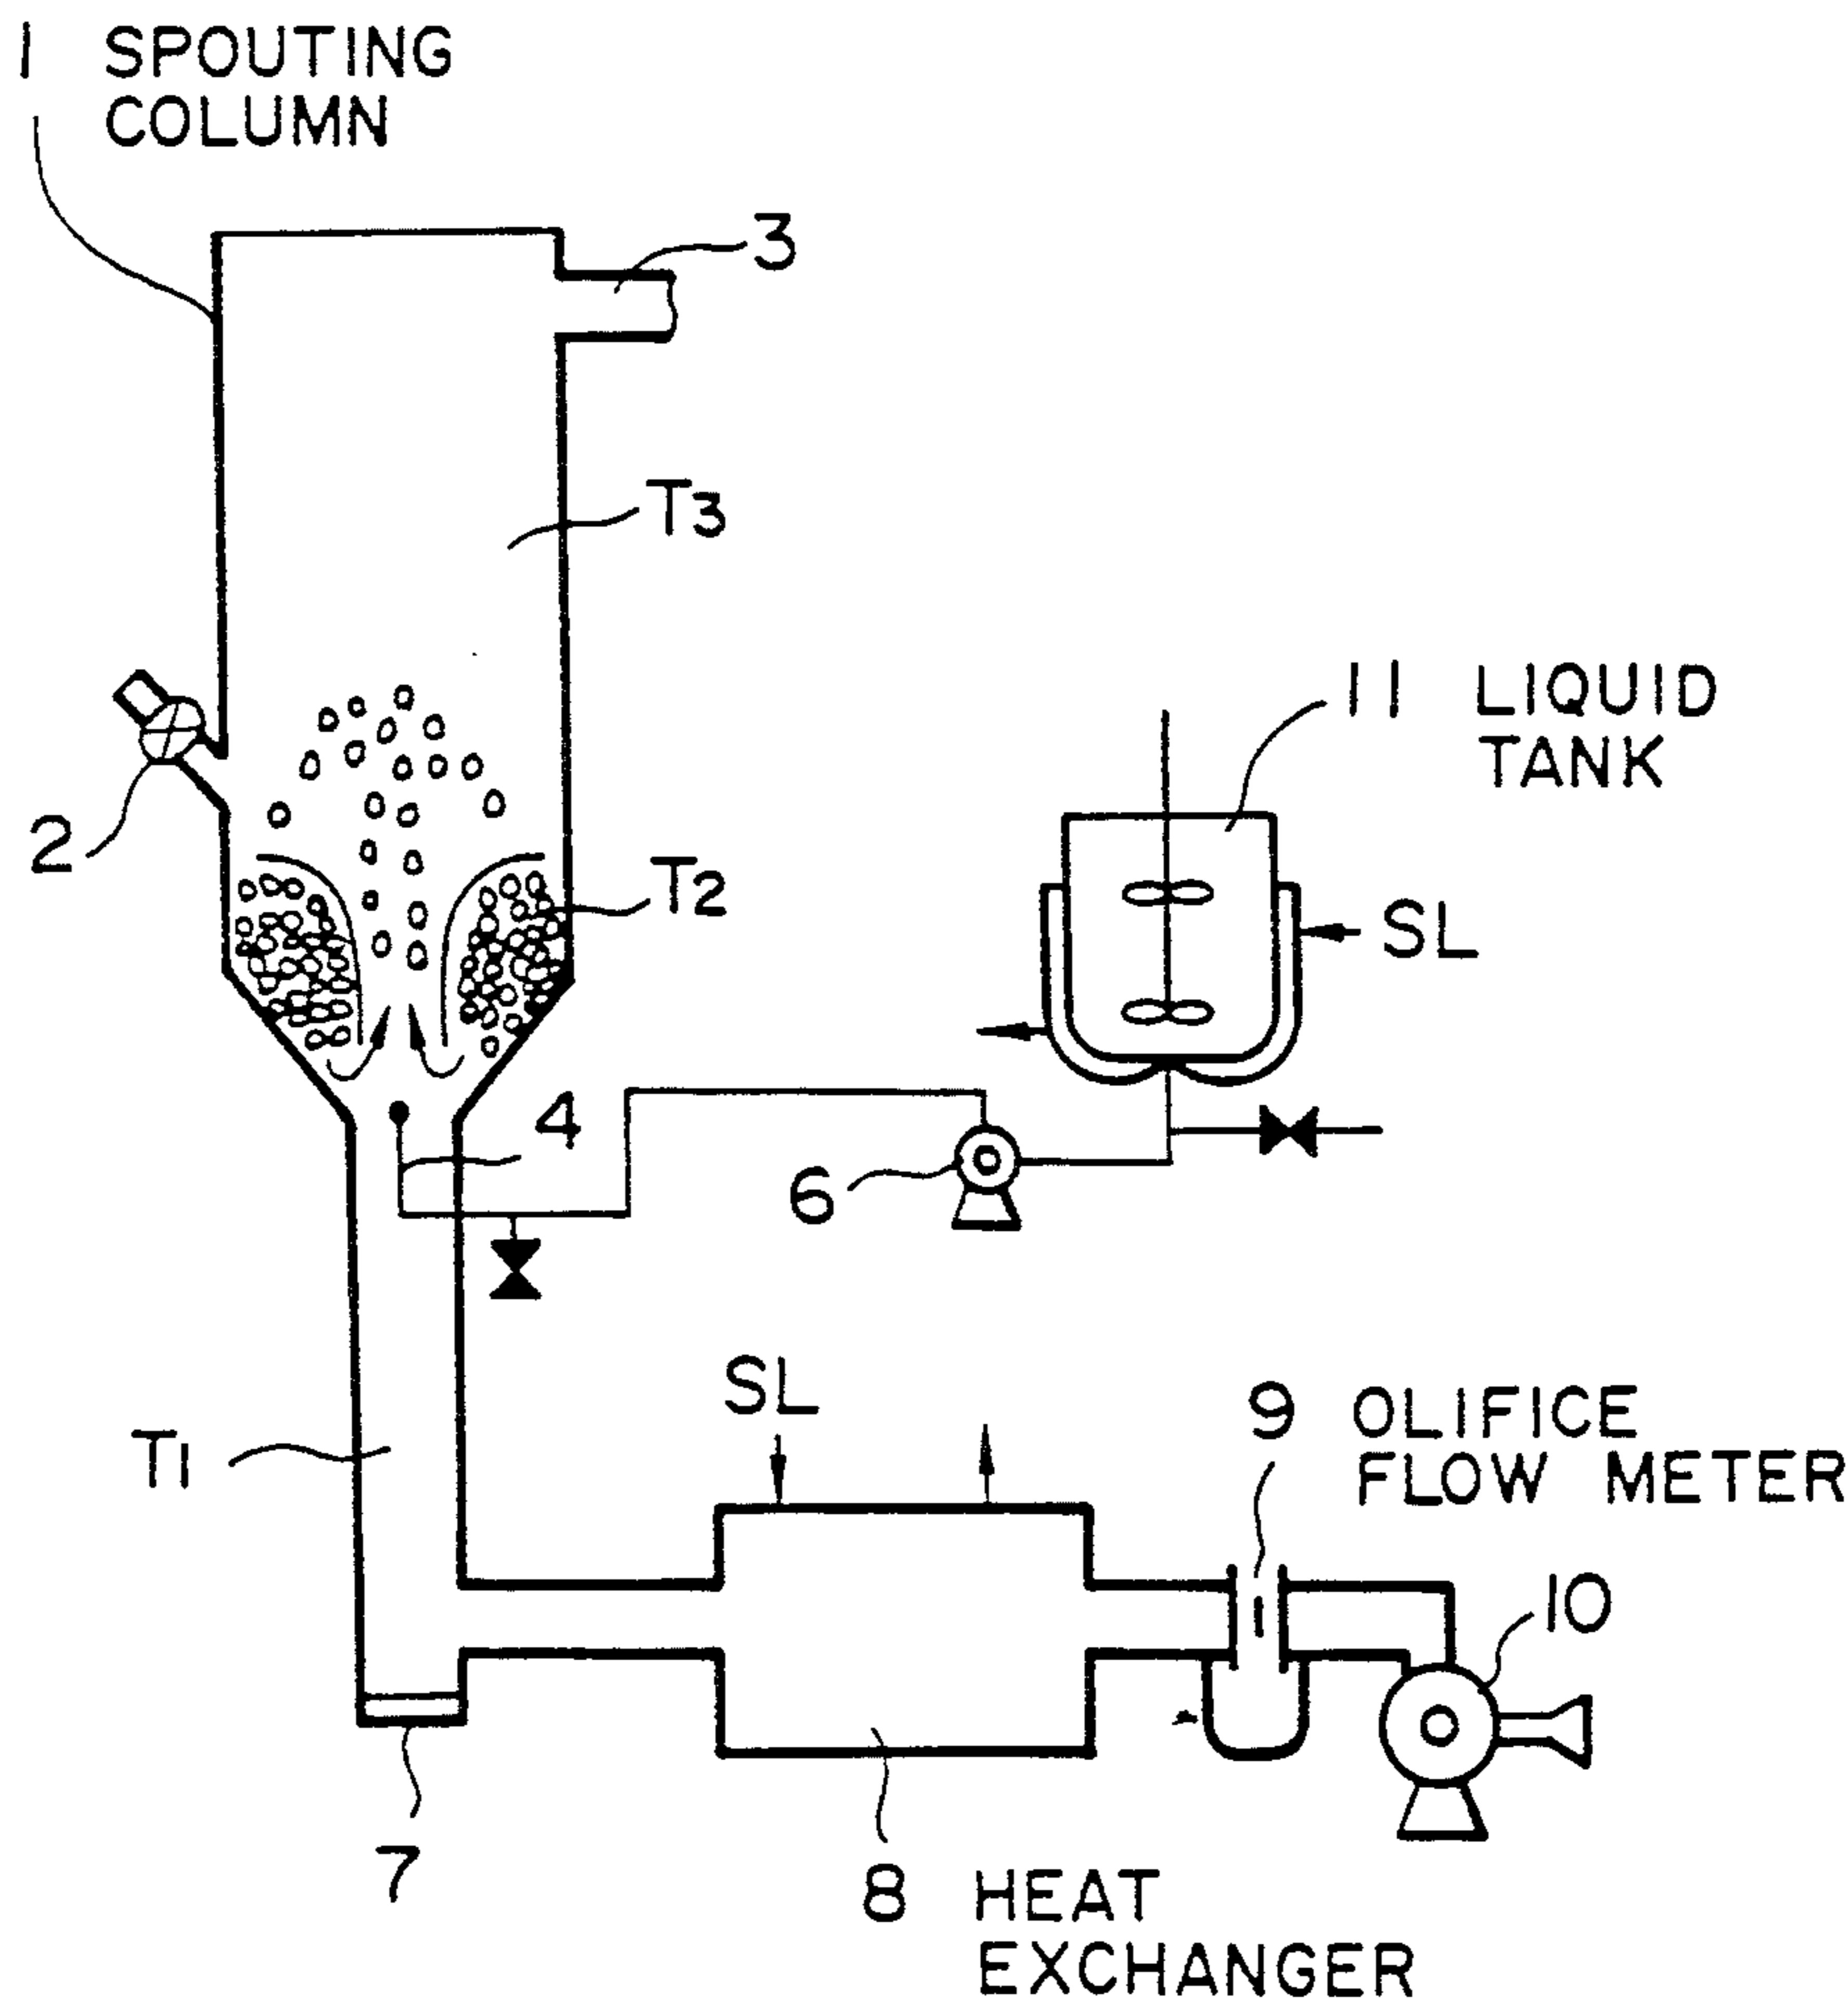 1 SPOUTING
COLUMN
3
T3
11 LIQUID
TANK
2
T2
SL
4
6
SL
9 OLIFICE
FLOW METER
T1
10
7
8 HEAT
EXCHANGER